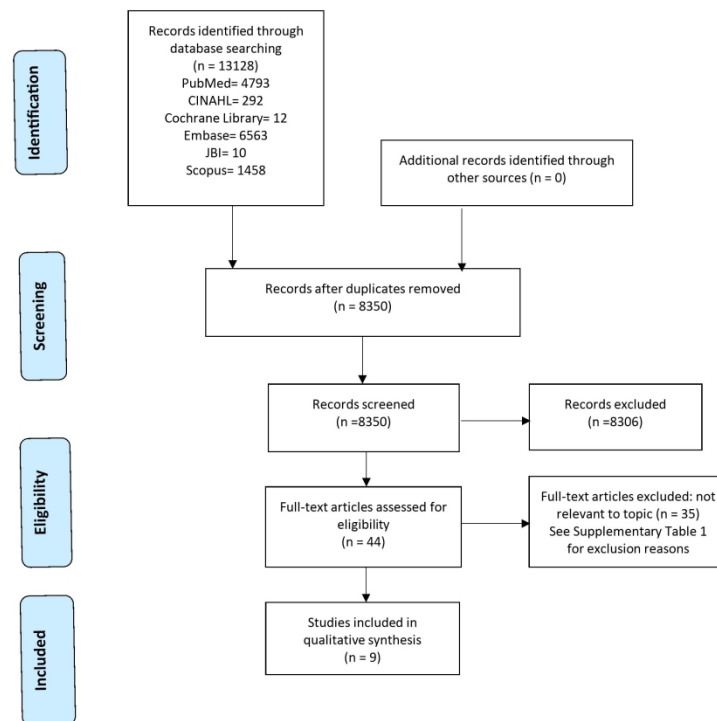 Identification
Records identified through
database searching
(n = 13128)
PubMed= 4793
CINAHL= 292
Cochrane Library= 12
Embase= 6563
JBI= 10
Scopus= 1458
Additional records identified through
other sources (n = 0)
Screening
Records after duplicates removed
(n = 8350)
Records screened
(n =8350)
Records excluded
(n =8306)
Eligibility
Full-text articles assessed for
eligibility
(n = 44)
Full-text articles excluded: not
relevant to topic (n = 35)
See Supplementary Table 1
for exclusion reasons
Included
Studies included in
qualitative synthesis
(n = 9)